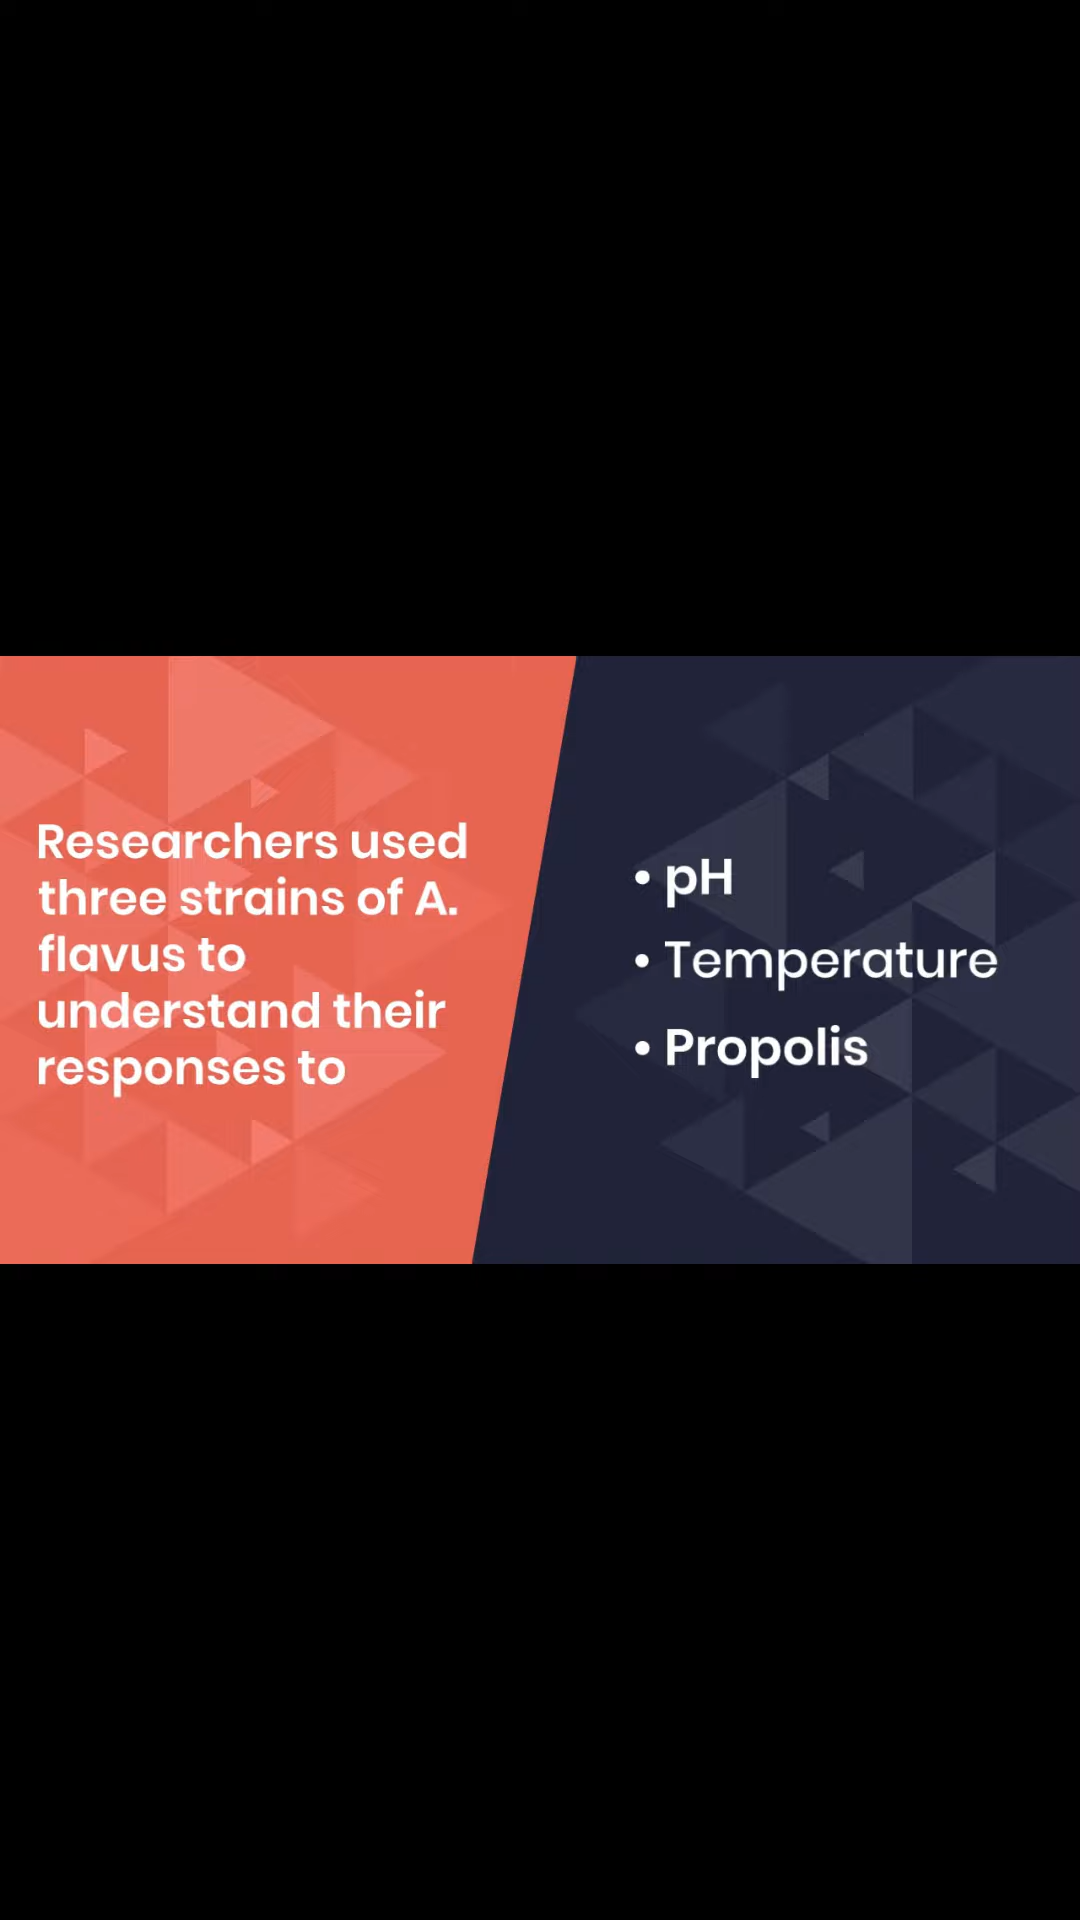 Researchers used
three strains of A.
flavus to
understand their
responses to
• pH
• Temperature
• Propolis